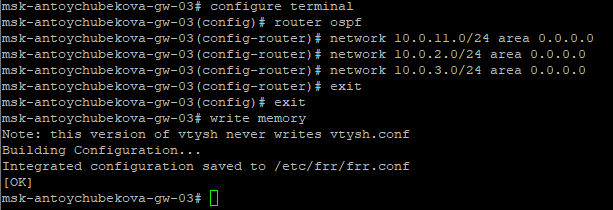 msk-antoychubekova-gw-03# configure terminal
msk-antoychubekova-gw-03(config)# router ospf
msk-antoychubekova-gw-03(config-router)# network 10.0.11.0/24 area 0.0.0.0
msk-antoychubekova-gw-03(config-router)# network 10.0.2.0/24 area 0.0.0.0
msk-antoychubekova-gw-03(config-router)# network 10.0.3.0/24 area 0.0.0.0
msk-antoychubekova-gw-03(config-router)# exit
msk-antoychubekova-gw-03(config)# exit
msk-antoychubekova-gw-03# write memory
Note: this version of vtysh never writes vtysh.conf
Building Configuration...
Integrated configuration saved to /etc/frr/frr.conf
[OK]
msk-antoychubekova-gw-03#